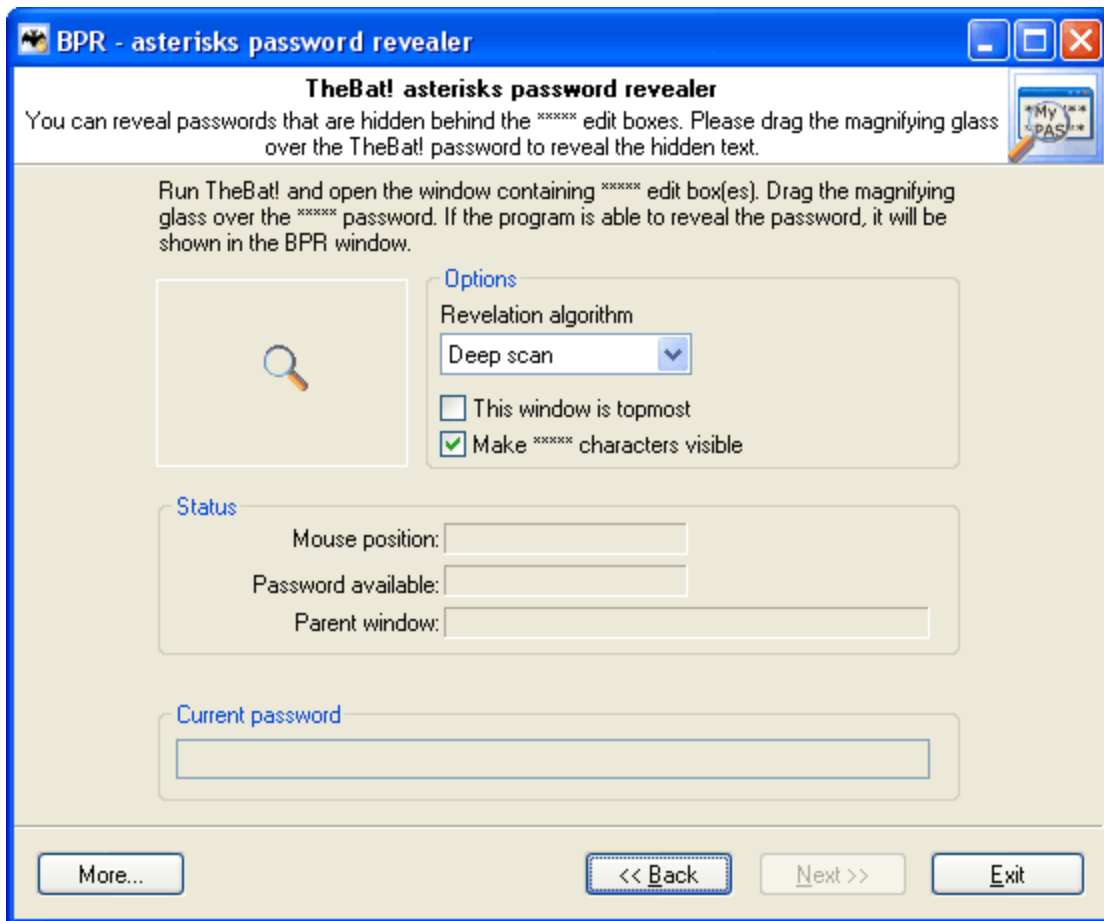 BPR - asterisks password revealer
TheBat! asterisks password revealer
You can reveal passwords that are hidden behind the ***** edit boxes. Please drag the magnifying glass
over the TheBat! password to reveal the hidden text.
*My **
*PAS**
Run TheBat! and open the window containing ***** edit box(es). Drag the magnifying
glass over the ***** password. If the program is able to reveal the password, it will be
shown in the BPR window.
Options
Revelation algorithm
Deep scan
This window is topmost
Make ***** characters visible
Status
Mouse position:
Password available:
Parent window:
Current password
More...
<< Back
Next >>
Exit